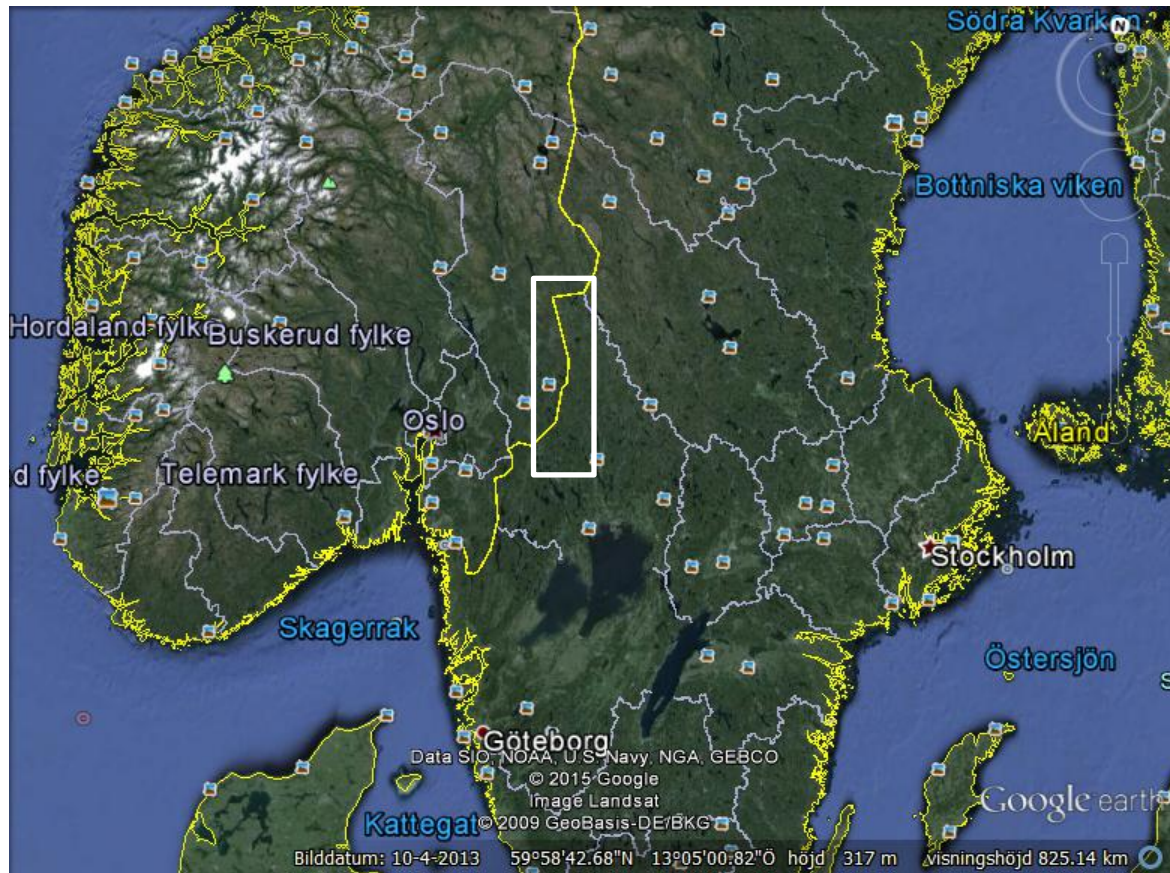 Södra Kvarken
N
Bottniska viken
Hordaland fylke
Buskerud fylke
Oslo
Åland
d fylke
Telemark fylke
Stockholm
Skagerrak
Östersjön
S
Göteborg
Data SIO, NOAA, U.S. Navy, NGA, GEBCO
© 2015 Google
Image Landsat
© 2009 GeoBasis-DE/BKG
Kattegat
Google earth
Bilddatum: 10-4-2013 59°58'42.68"N 13°05'00.82"Ö höjd 317 m visningshöjd 825.14 km